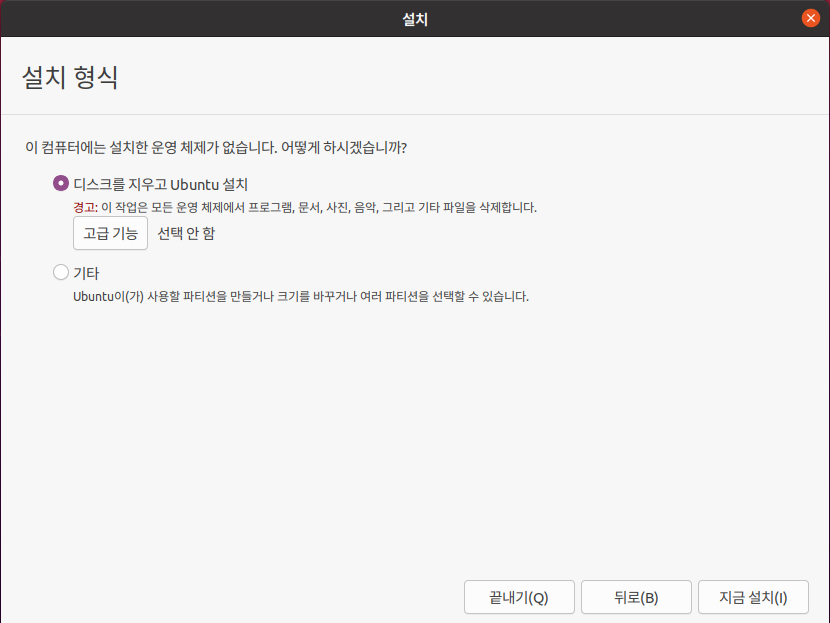 설치
설치 형식
이 컴퓨터에는 설치한 운영 체제가 없습니다. 어떻게 하시겠습니까?
디스크를 지우고 Ubuntu 설치
경고: 이 작업은 모든 운영 체제에서 프로그램, 문서, 사진, 음악, 그리고 기타 파일을 삭제합니다.
고급 기능 선택 안 함
기타
Ubuntu이(가) 사용할 파티션을 만들거나 크기를 바꾸거나 여러 파티션을 선택할 수 있습니다.
끝내기(Q) 뒤로(B) 지금 설치(I)